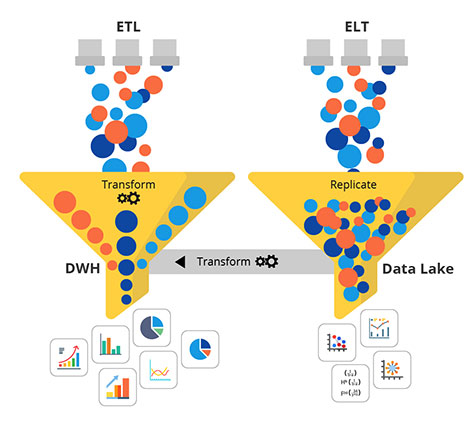 ETL
ELT
Transform
Replicate
DWH
Transform
Data Lake